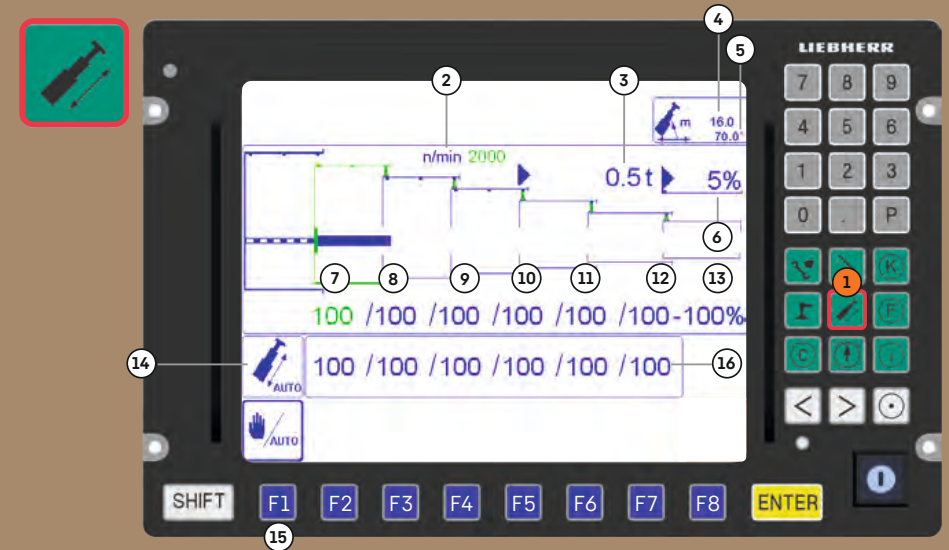 4
5
LIEBHERR
2
3
7 8 9
m 16.0
70.0°
4 5 6
n/min 2000
0.5 t 5%
1 2 3
0 . P
6
7 8 9 10 11 12 13
K
1
F
100 /100 /100 /100 /100 /100-100%
14
AUTO
100 /100 /100 /100 /100 /100
16
C
i
< >
/AUTO
SHIFT F1 F2 F3 F4 F5 F6 F7 F8 ENTER
15